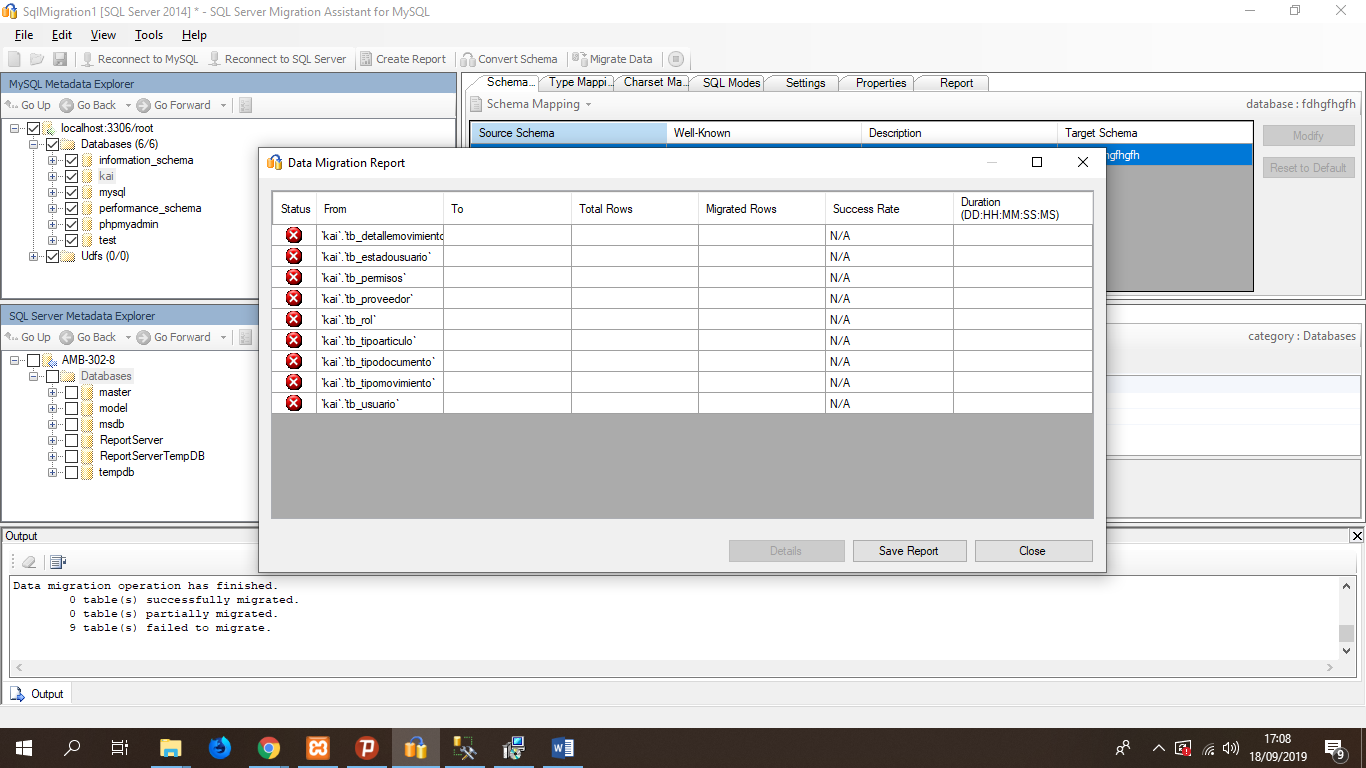 SqlMigration1 [SQL Server 2014] * - SQL Server Migration Assistant for MySQL
File Edit View Tools Help
Reconnect to MySQL Reconnect to SQL Server Create Report Convert Schema Migrate Data
MySQL Metadata Explorer
Go Up Go Back Go Forward
localhost:3306/root
Databases (6/6)
information_schema
kai
mysql
performance_schema
phpmyadmin
test
Udfs (0/0)
Schema... Type Mappi... Charset Ma... SQL Modes Settings Properties Report
Schema Mapping database : fdhgfhgfh
Source Schema Well-Known Description Target Schema
hgfhgfh
Modify
Reset to Default
SQL Server Metadata Explorer
Go Up Go Back Go Forward
AMB-302-8
Databases
master
model
msdb
ReportServer
ReportServerTempDB
tempdb
category : Databases
Data Migration Report
Status From To Total Rows Migrated Rows Success Rate Duration
(DD:HH:MM:SS:MS)
`kai`.`tb_detallemovimiento N/A
`kai`.`tb_estadousuario` N/A
`kai`.`tb_permisos` N/A
`kai`.`tb_proveedor` N/A
`kai`.`tb_rol` N/A
`kai`.`tb_tipoarticulo` N/A
`kai`.`tb_tipodocumento` N/A
`kai`.`tb_tipomovimiento` N/A
`kai`.`tb_usuario` N/A
Details Save Report Close
Output
Data migration operation has finished.
0 table(s) successfully migrated.
0 table(s) partially migrated.
9 table(s) failed to migrate.
Output
17:08
18/09/2019
9